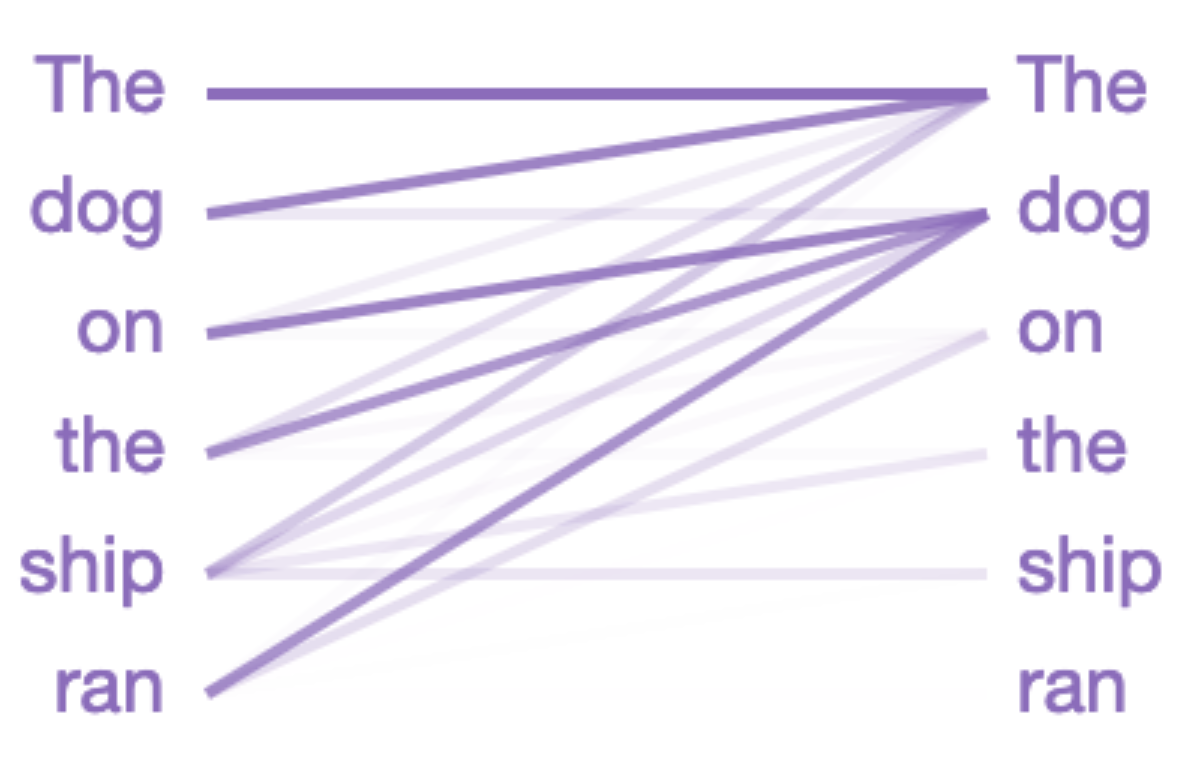 The The
dog dog
on on
the the
ship ship
ran ran